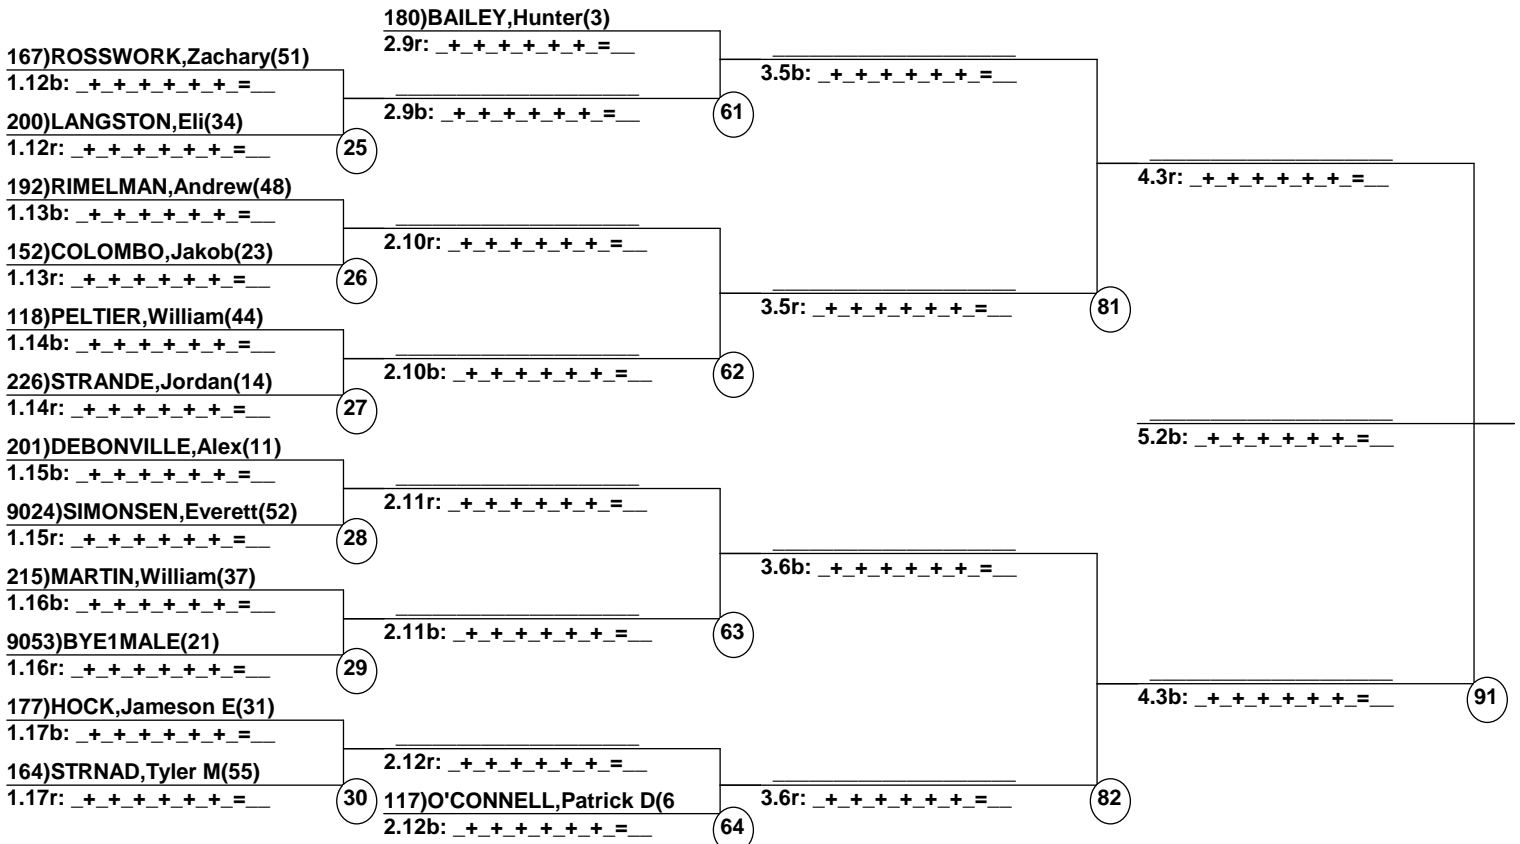 180)BAILEY,Hunter(3)
2.9r: _+_+_+_+_+_=__
167)ROSSWORK,Zachary(51)
1.12b: _+_+_+_+_+_=__
3.5b: _+_+_+_+_+_=__
2.9b: _+_+_+_+_+_=__
61
200)LANGSTON,Eli(34)
1.12r: _+_+_+_+_+_=__
25
4.3r: _+_+_+_+_+_=__
192)RIMELMAN,Andrew(48)
1.13b: _+_+_+_+_+_=__
2.10r: _+_+_+_+_+_=__
152)COLOMBO,Jakob(23)
1.13r: _+_+_+_+_+_=__
26
3.5r: _+_+_+_+_+_=__
81
118)PELTIER,William(44)
1.14b: _+_+_+_+_+_=__
2.10b: _+_+_+_+_+_=__
62
226)STRANDE,Jordan(14)
1.14r: _+_+_+_+_+_=__
27
5.2b: _+_+_+_+_+_=__
201)DEBONVILLE,Alex(11)
1.15b: _+_+_+_+_+_=__
2.11r: _+_+_+_+_+_=__
9024)SIMONSEN,Everett(52)
1.15r: _+_+_+_+_+_=__
28
3.6b: _+_+_+_+_+_=__
215)MARTIN,William(37)
1.16b: _+_+_+_+_+_=__
2.11b: _+_+_+_+_+_=__
63
9053)BYE1MALE(21)
1.16r: _+_+_+_+_+_=__
29
4.3b: _+_+_+_+_+_=__
91
177)HOCK,Jameson E(31)
1.17b: _+_+_+_+_+_=__
2.12r: _+_+_+_+_+_=__
164)STRNAD,Tyler M(55)
1.17r: _+_+_+_+_+_=__
30
117)O'CONNELL,Patrick D(6
3.6r: _+_+_+_+_+_=__
82
2.12b: _+_+_+_+_+_=__
64